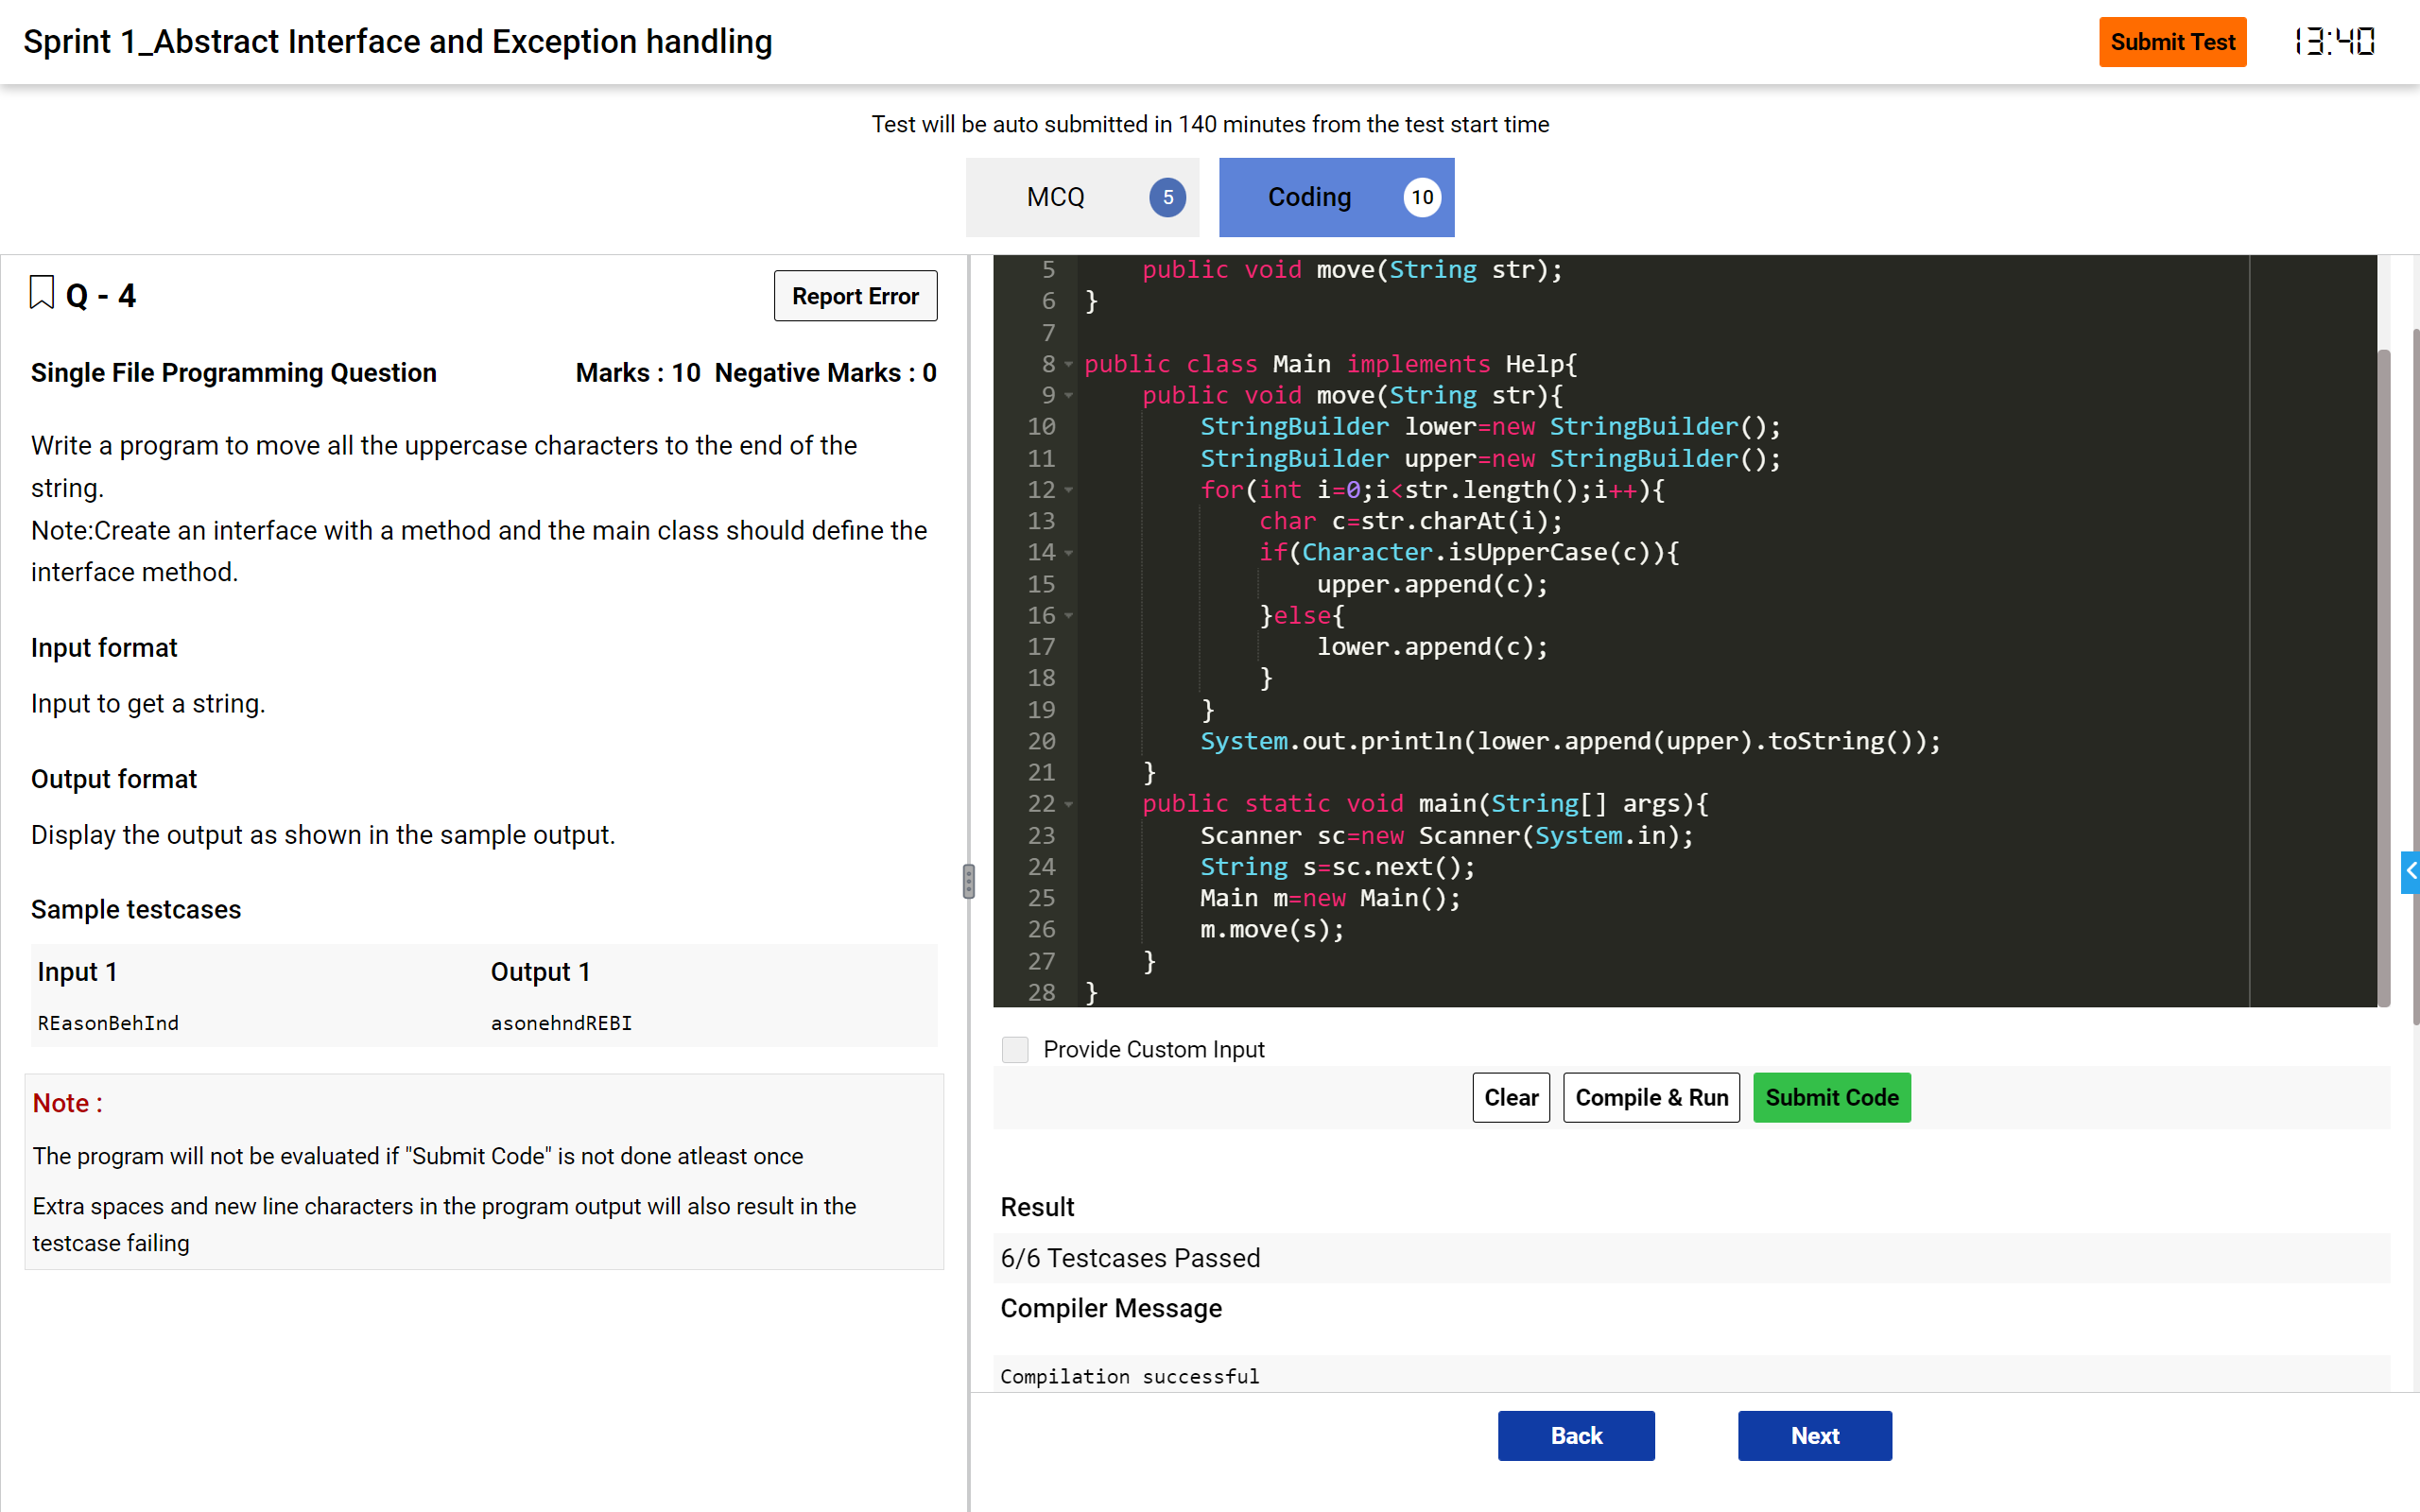 Sprint 1_Abstract Interface and Exception handling
Submit Test
13:40
Test will be auto submitted in 140 minutes from the test start time
MCQ 5
Coding 10
Q - 4
Report Error
Single File Programming Question
Marks : 10 Negative Marks : 0
Write a program to move all the uppercase characters to the end of the
string.
Note:Create an interface with a method and the main class should define the
interface method.
Input format
Input to get a string.
Output format
Display the output as shown in the sample output.
Sample testcases
Input 1 Output 1
REasonBehInd asonehndREBI
Note :
The program will not be evaluated if "Submit Code" is not done atleast once
Extra spaces and new line characters in the program output will also result in the
testcase failing
5     public void move(String str);
6 }
7
8 public class Main implements Help{
9     public void move(String str){
10         StringBuilder lower=new StringBuilder();
11         StringBuilder upper=new StringBuilder();
12         for(int i=0;i<str.length();i++){
13             char c=str.charAt(i);
14             if(Character.isUpperCase(c)){
15                 upper.append(c);
16             }else{
17                 lower.append(c);
18             }
19         }
20         System.out.println(lower.append(upper).toString());
21     }
22     public static void main(String[] args){
23         Scanner sc=new Scanner(System.in);
24         String s=sc.next();
25         Main m=new Main();
26         m.move(s);
27     }
28 }
Provide Custom Input
Clear
Compile & Run
Submit Code
Result
6/6 Testcases Passed
Compiler Message
Compilation successful
Back
Next